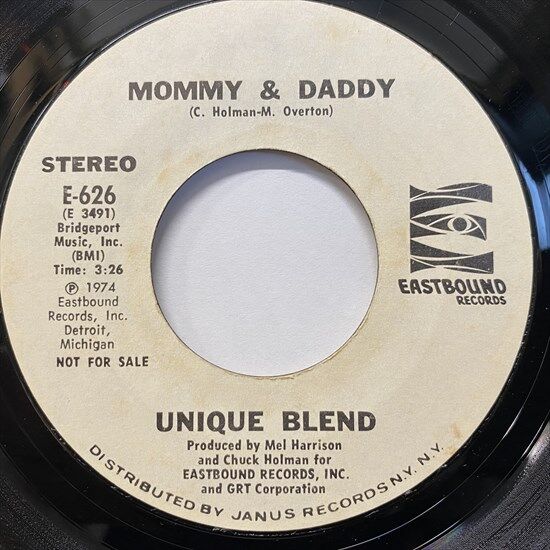 MOMMY & DADDY
(C. Holman-M. Overton)
STEREO
E-626
(E 3491)
Bridgeport
Music, Inc.
(BMI)
Time: 3:26
Ⓟ 1974
Eastbound
Records, Inc.
Detroit,
Michigan
NOT FOR SALE
EASTBOUND
RECORDS
UNIQUE BLEND
Produced by Mel Harrison
and Chuck Holman for
EASTBOUND RECORDS, INC.
and GRT Corporation
DISTRIBUTED BY JANUS RECORDS N.Y. N.Y.